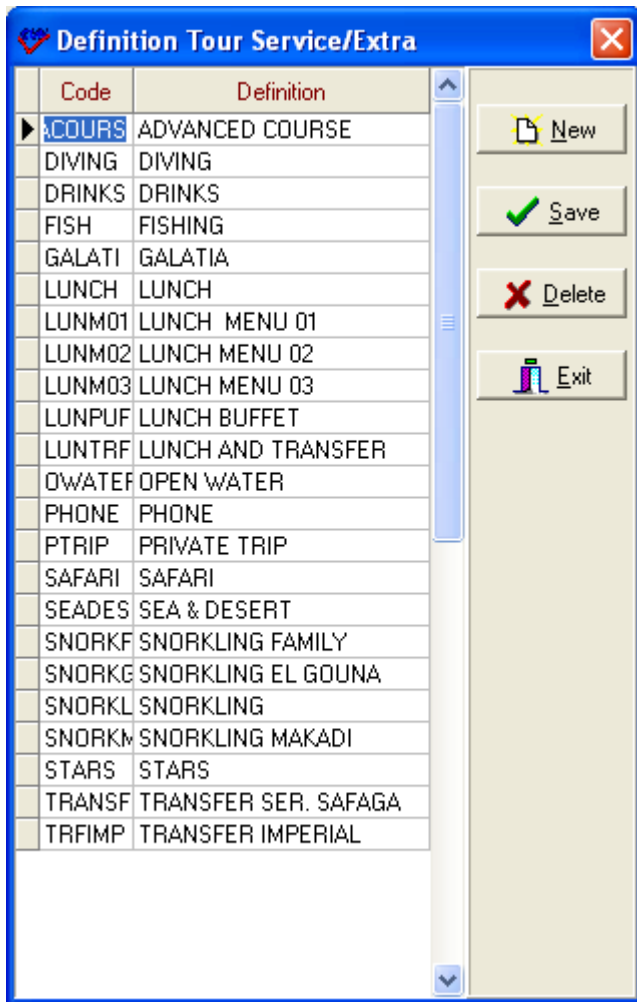 Definition Tour Service/Extra
Code Definition
ACOURS ADVANCED COURSE
DIVING DIVING
DRINKS DRINKS
FISH FISHING
GALATI GALATIA
LUNCH LUNCH
LUNM01 LUNCH MENU 01
LUNM02 LUNCH MENU 02
LUNM03 LUNCH MENU 03
LUNPUF LUNCH BUFFET
LUNTRF LUNCH AND TRANSFER
OWATER OPEN WATER
PHONE PHONE
PTRIP PRIVATE TRIP
SAFARI SAFARI
SEADES SEA & DESERT
SNORKF SNORKLING FAMILY
SNORKG SNORKLING EL GOUNA
SNORKL SNORKLING
SNORKM SNORKLING MAKADI
STARS STARS
TRANSF TRANSFER SER. SAFAGA
TRFIMP TRANSFER IMPERIAL
New
Save
Delete
Exit